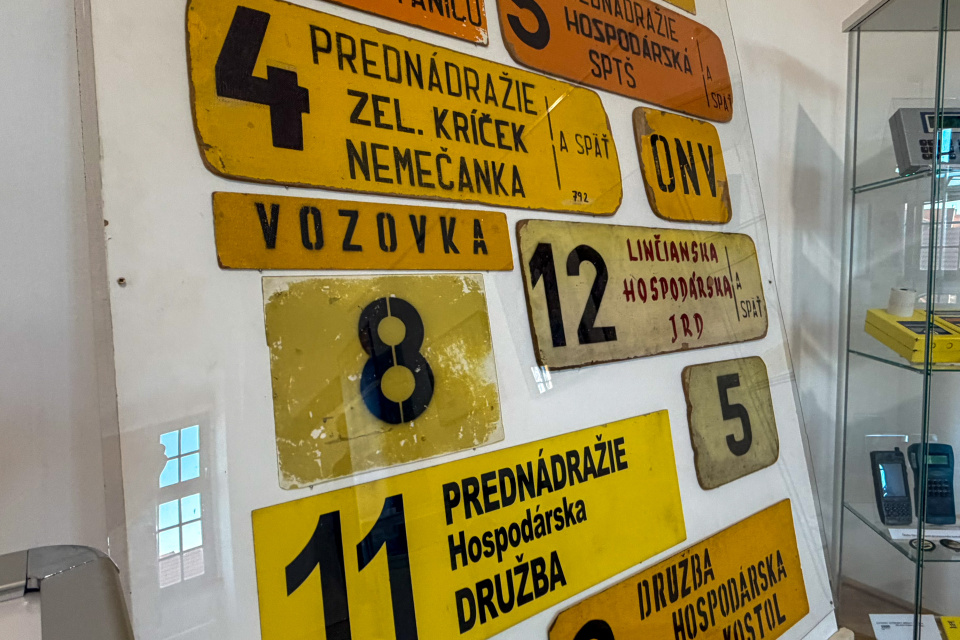 5
PREDNÁDRAŽIE
HOSPODÁRSKA
SPTŠ
A
SPÄŤ
4
PREDNÁDRAŽIE
ZEL. KRÍČEK
NEMEČANKA
A SPÄŤ
792
ONV
VOZOVKA
12
LINČIANSKA
HOSPODÁRSKA
JRD
A
SPÄŤ
8
5
11
PREDNÁDRAŽIE
Hospodárska
DRUŽBA
DRUŽBA
HOSPODÁRSKA
KOSTOL